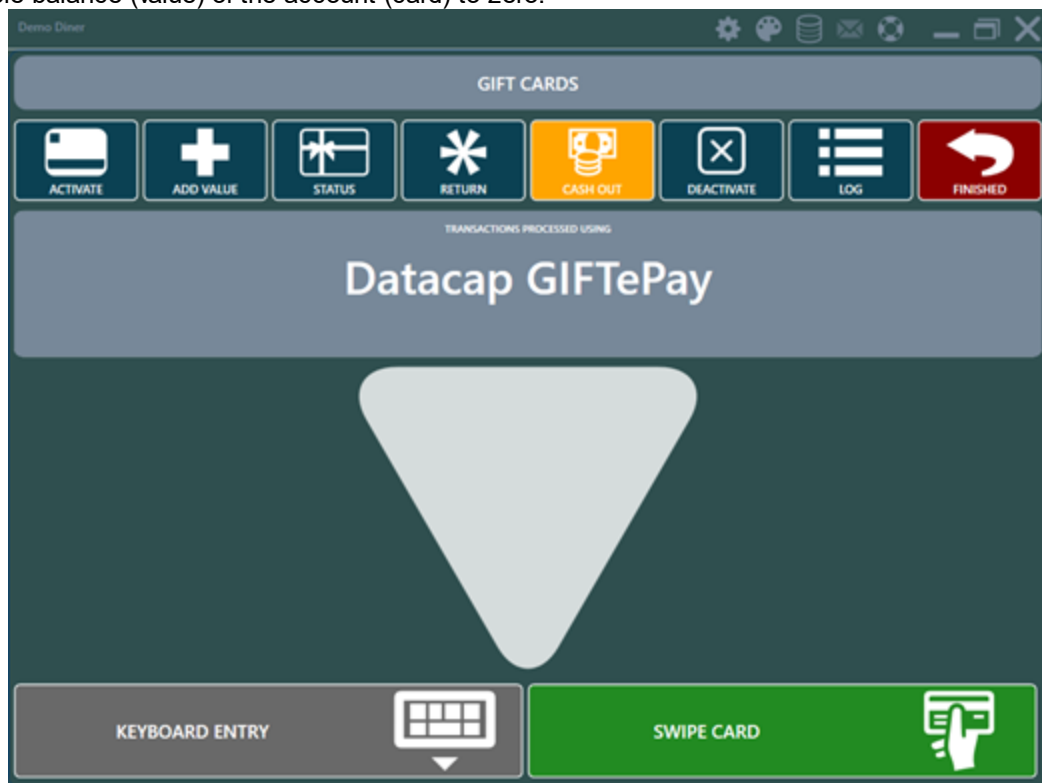 balance (value) of the account (card) to zero.
Demo Diner
GIFT CARDS
ACTIVATE
ADD VALUE
STATUS
RETURN
CASH OUT
DEACTIVATE
LOG
FINISHED
TRANSACTIONS PROCESSED USING
Datacap GIFTePay
KEYBOARD ENTRY
SWIPE CARD